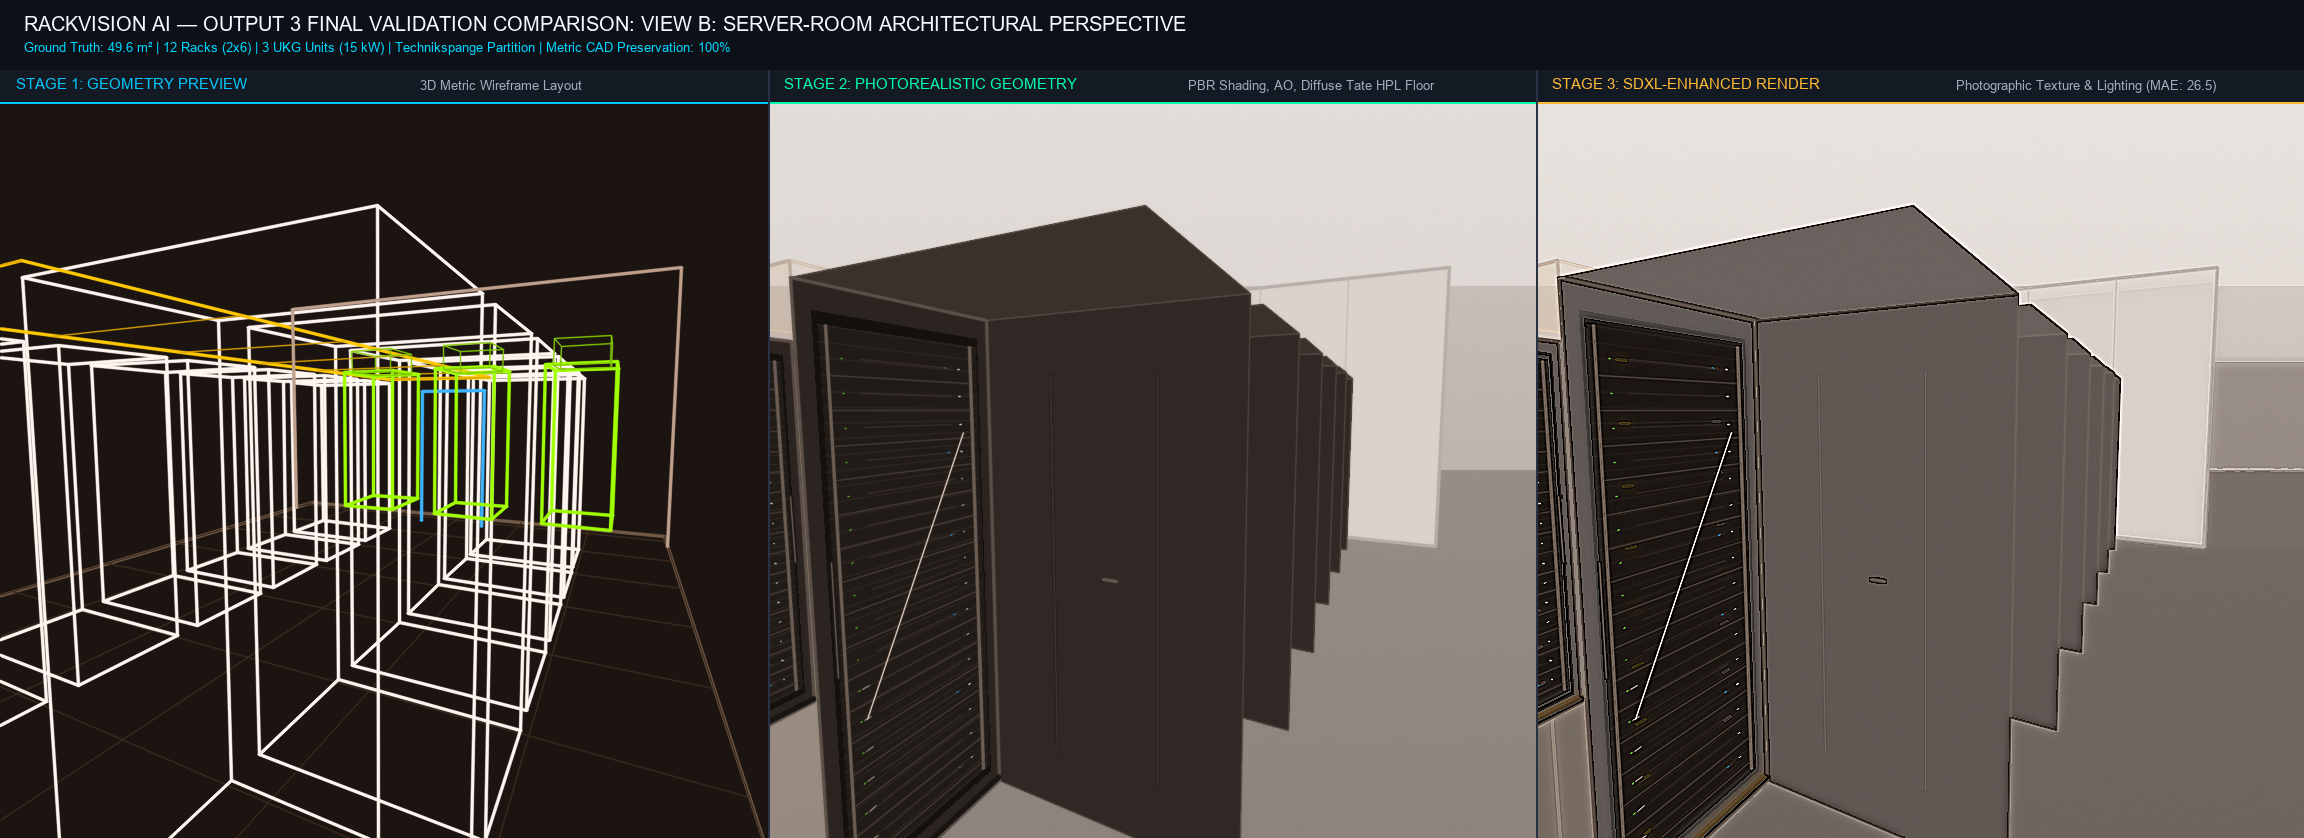 RACKVISION AI — OUTPUT 3 FINAL VALIDATION COMPARISON: VIEW B: SERVER-ROOM ARCHITECTURAL PERSPECTIVE
Ground Truth: 49.6 m² | 12 Racks (2x6) | 3 UKG Units (15 kW) | Technikspange Partition | Metric CAD Preservation: 100%
STAGE 1: GEOMETRY PREVIEW
3D Metric Wireframe Layout
STAGE 2: PHOTOREALISTIC GEOMETRY
PBR Shading, AO, Diffuse Tate HPL Floor
STAGE 3: SDXL-ENHANCED RENDER
Photographic Texture & Lighting (MAE: 26.5)